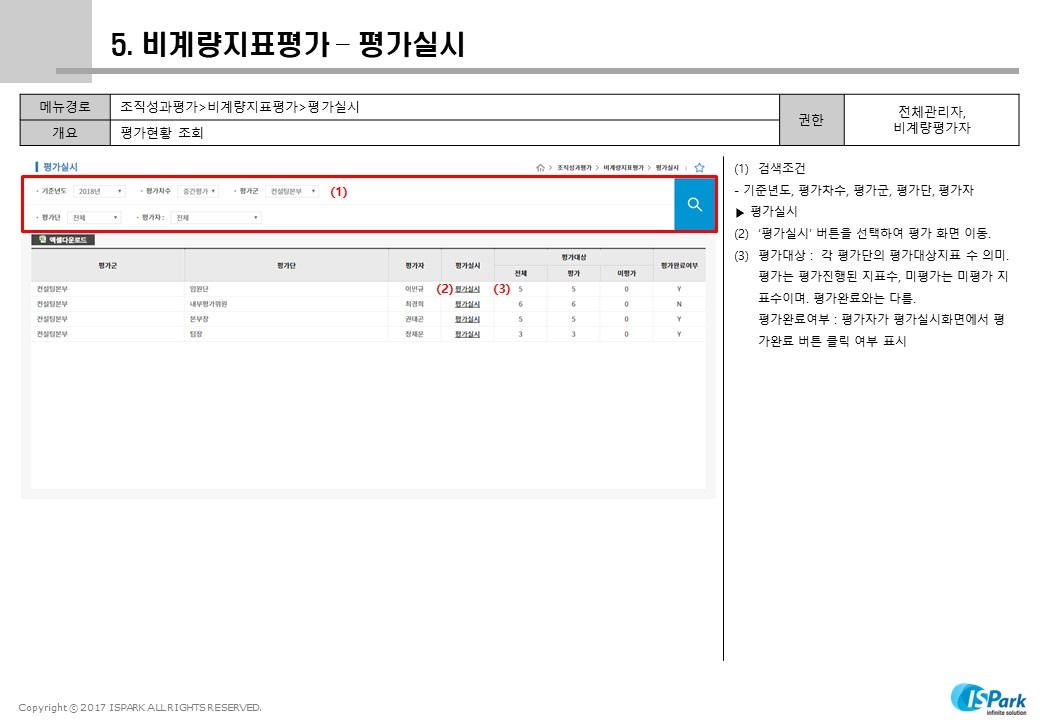 5. 비계량지표평가 – 평가실시
메뉴경로
조직성과평가>비계량지표평가>평가실시
개요
평가현황 조회
권한
전체관리자,
비계량평가자
평가실시
조직성과평가 > 비계량지표평가 > 평가실시
· 기준년도 2018년 · 평가차수 중간평가 · 평가군 컨설팅본부 (1)
· 평가단 전체 · 평가자 : 전체
엑셀다운로드
평가군 평가단 평가자 평가실시 평가대상 평가완료여부
전체 평가 미평가
컨설팅본부 임원단 이민규 (2) 평가실시 (3) 5 5 0 Y
컨설팅본부 내부평가위원 최경희 평가실시 6 6 0 N
컨설팅본부 본부장 권태곤 평가실시 5 5 0 Y
컨설팅본부 팀장 정재운 평가실시 3 3 0 Y
(1) 검색조건
- 기준년도, 평가차수, 평가군, 평가단, 평가자
▶ 평가실시
(2) ‘평가실시’ 버튼을 선택하여 평가 화면 이동.
(3) 평가대상 : 각 평가단의 평가대상지표 수 의미.
평가는 평가진행된 지표수, 미평가는 미평가 지
표수이며. 평가완료와는 다름.
평가완료여부 : 평가자가 평가실시화면에서 평
가완료 버튼 클릭 여부 표시
Copyright ⓒ 2017 ISPARK ALL RIGHTS RESERVED.
ISPark
infinite solution